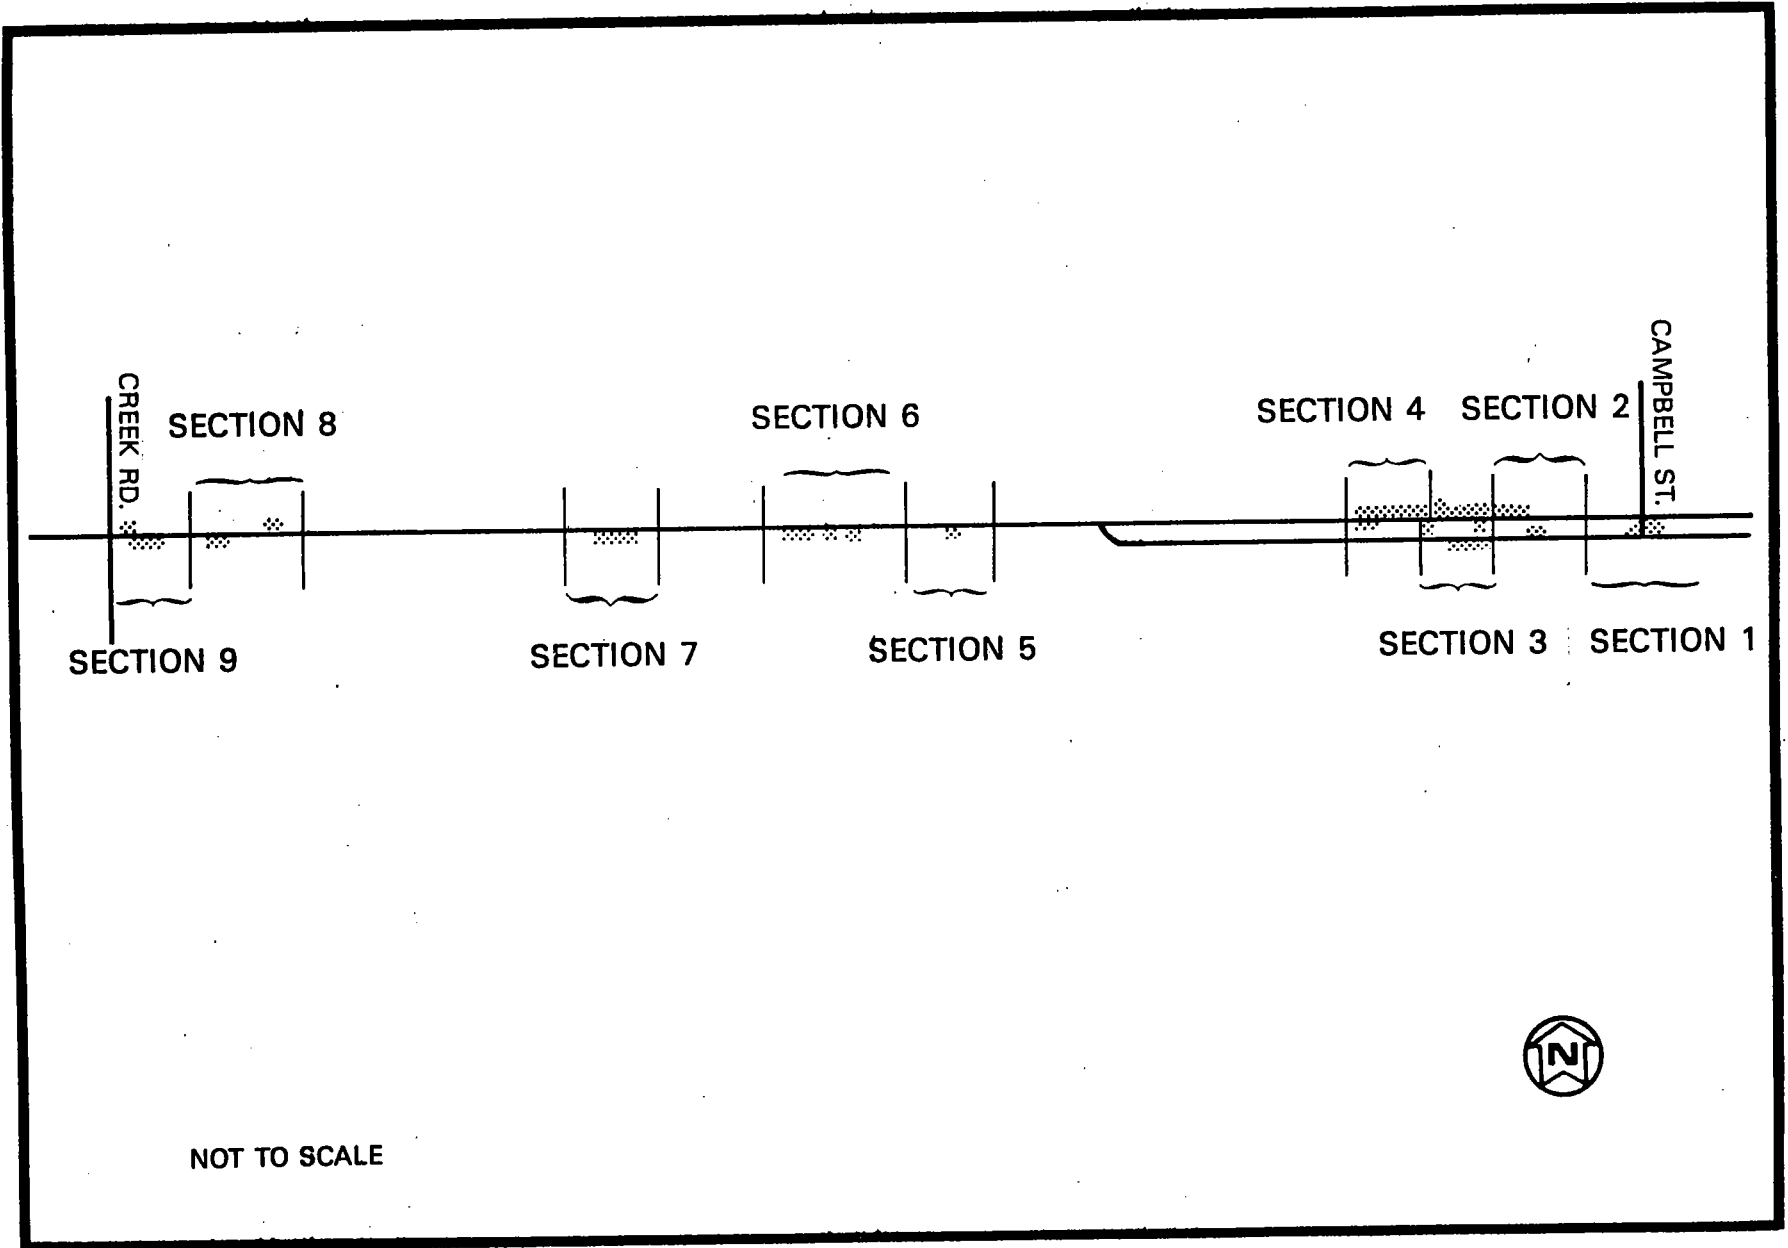 CREEK RD.
SECTION 8
SECTION 6
SECTION 4
SECTION 2
CAMPBELL ST.
SECTION 9
SECTION 7
SECTION 5
SECTION 3
SECTION 1
N
NOT TO SCALE